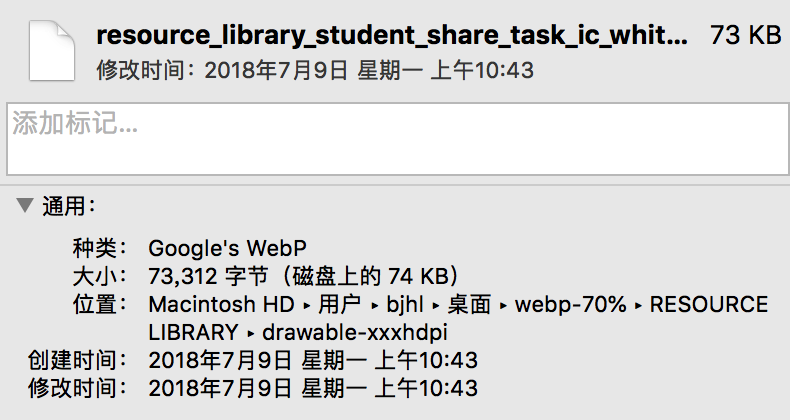 resource_library_student_share_task_ic_whit... 73 KB
修改时间：2018年7月9日 星期一 上午10:43
添加标记...
▼ 通用：
种类： Google's WebP
大小： 73,312 字节（磁盘上的 74 KB）
位置： Macintosh HD ▸ 用户 ▸ bjhl ▸ 桌面 ▸ webp-70% ▸ RESOURCE
LIBRARY ▸ drawable-xxxhdpi
创建时间： 2018年7月9日 星期一 上午10:43
修改时间： 2018年7月9日 星期一 上午10:43